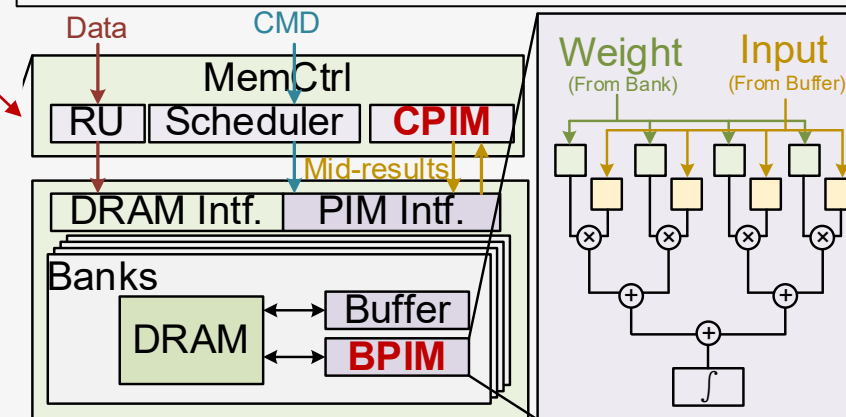 Data
CMD
MemCtrl
RU
Scheduler
CPIM
Mid-results
DRAM Intf.
PIM Intf.
Banks
DRAM
Buffer
BPIM
Weight
(From Bank)
Input
(From Buffer)
×
×
×
×
+
+
+
∫